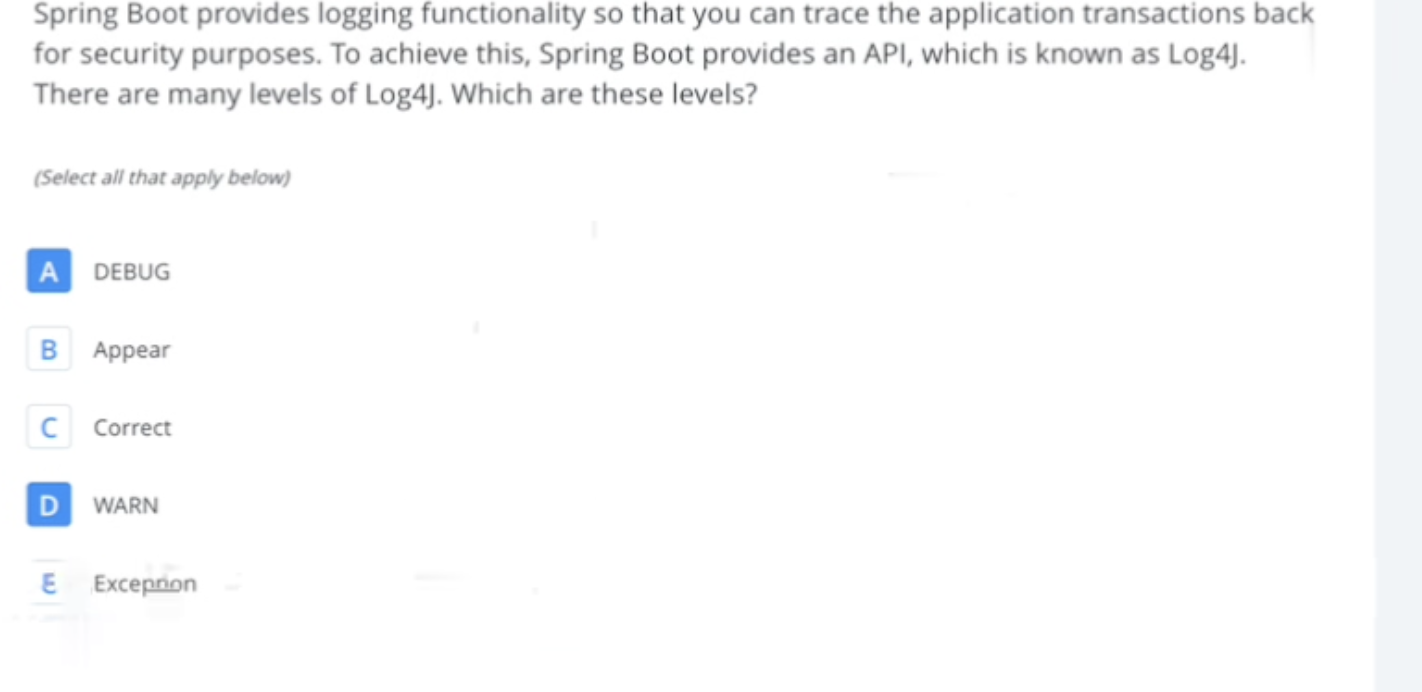 Spring Boot provides logging functionality so that you can trace the application transactions back
for security purposes. To achieve this, Spring Boot provides an API, which is known as Log4J.
There are many levels of Log4J. Which are these levels?
(Select all that apply below)
A DEBUG
B Appear
C Correct
D WARN
E Exception